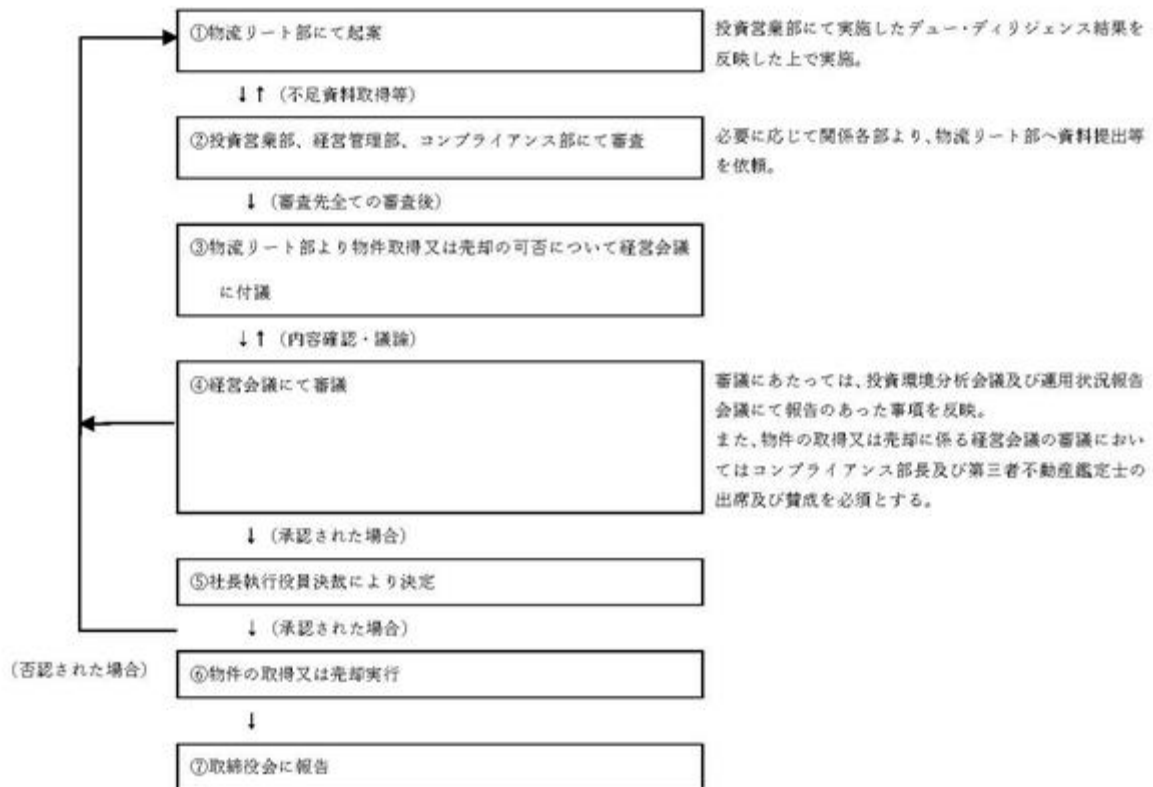 ①物流リート部にて起案
投資営業部にて実施したデュー・ディリジェンス結果を
反映した上で実施。
↓↑（不足資料取得等）
②投資営業部、経営管理部、コンプライアンス部にて審査
必要に応じて関係各部より、物流リート部へ資料提出等
を依頼。
↓（審査先全ての審査後）
③物流リート部より物件取得又は売却の可否について経営会議
に付議
↓↑（内容確認・議論）
④経営会議にて審議
審議にあたっては、投資環境分析会議及び運用状況報告
会議にて報告のあった事項を反映。
また、物件の取得又は売却に係る経営会議の審議におい
てはコンプライアンス部長及び第三者不動産鑑定士の
出席及び賛成を必須とする。
↓（承認された場合）
⑤社長執行役員決裁により決定
↓（承認された場合）
（否認された場合）
⑥物件の取得又は売却実行
↓
⑦取締役会に報告